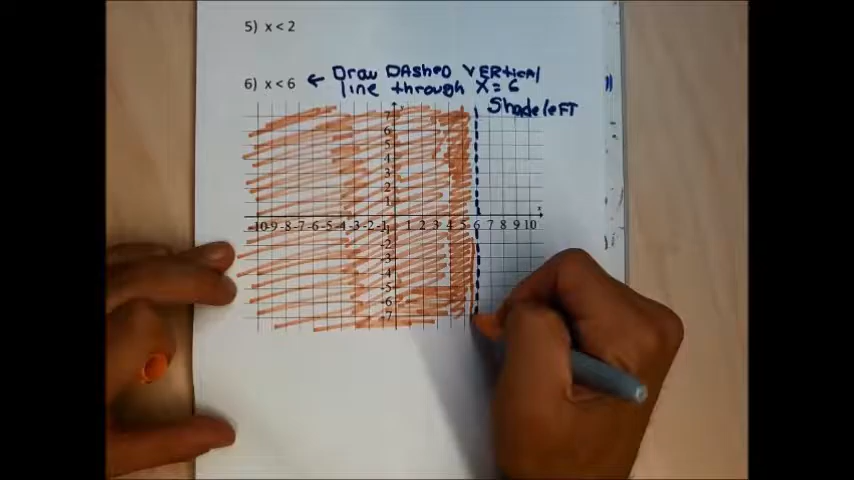 5) x < 2
6) x < 6 ← Draw DAshed VERtical
line through X = 6
Shade left
y
7
6
5
4
3
2
1
x
-10-9 -8 -7 -6 -5 -4 -3 -2 -1 1 2 3 4 5 6 7 8 9 10
-2
-3
-4
-5
-6
-7